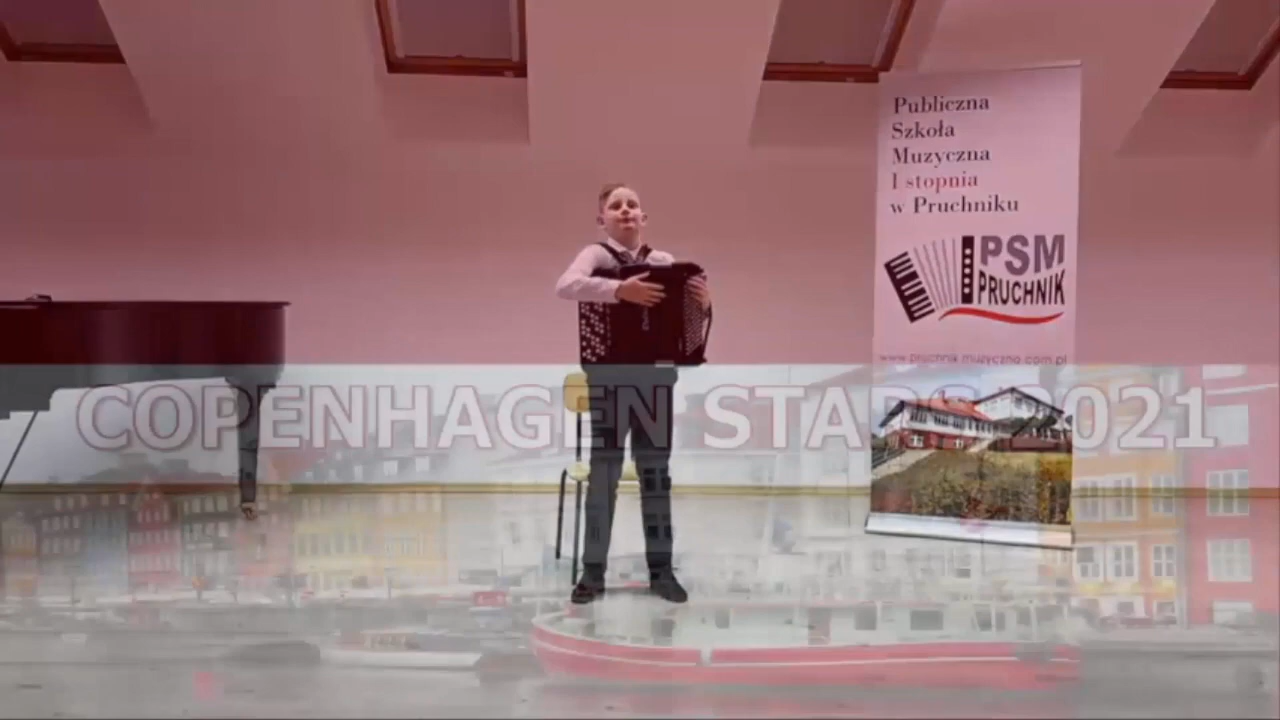 Publiczna
Szkoła
Muzyczna
I stopnia
w Pruchniku
PSM
PRUCHNIK
www.pruchnik.muzyczna.com.pl
COPENHAGEN STARS 2021